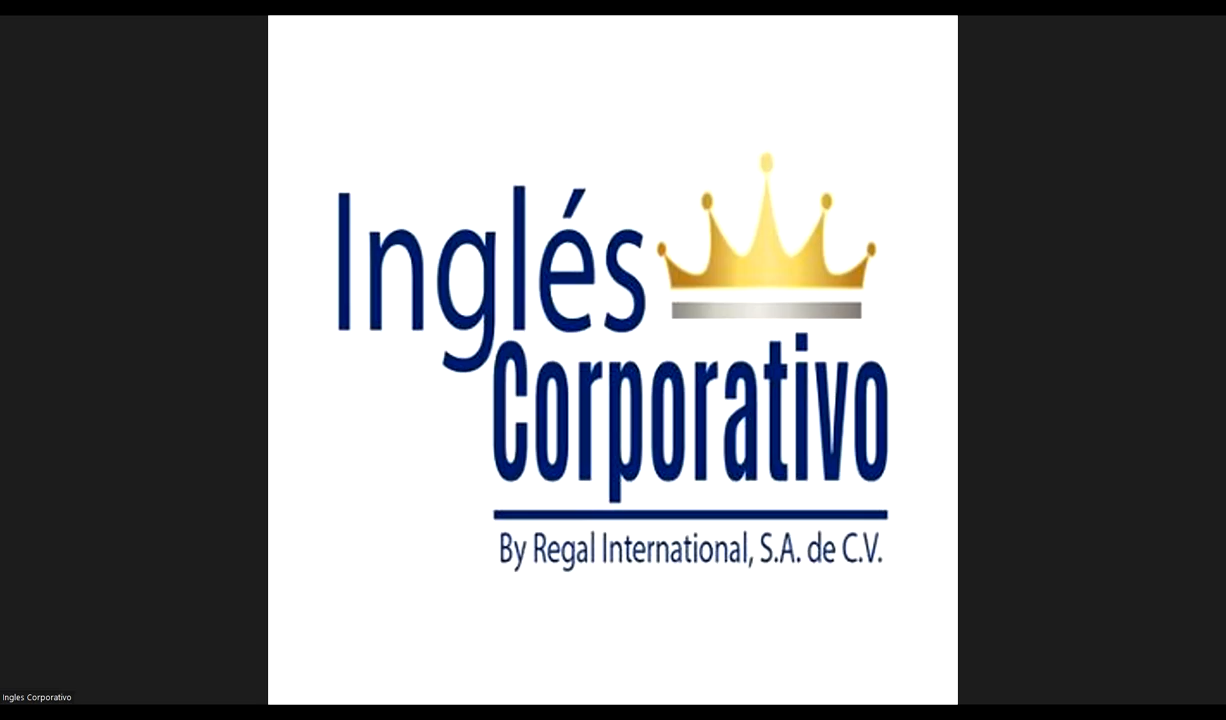 Inglés
Corporativo
By Regal International, S.A. de C.V.
Ingles Corporativo